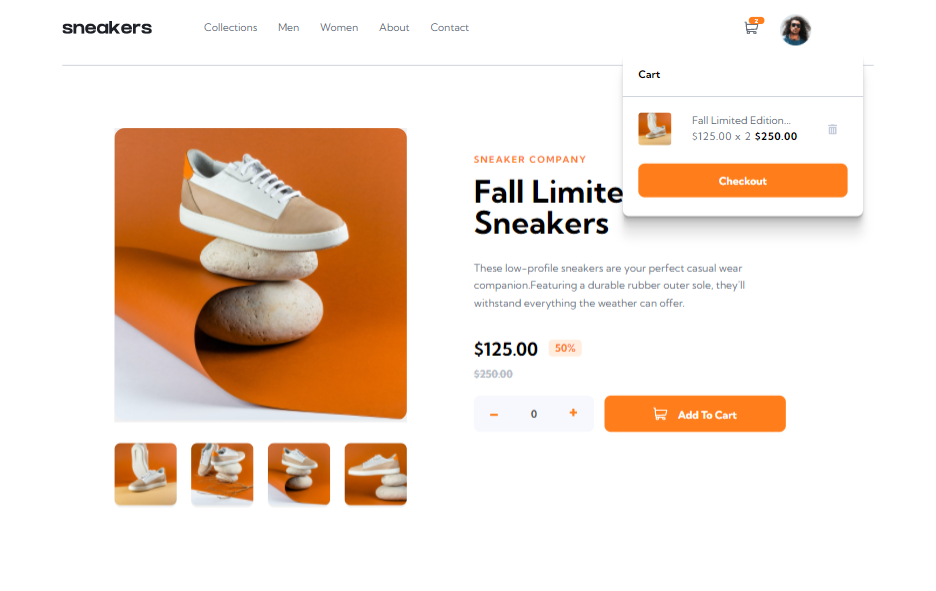 sneakers
Collections Men Women About Contact
2
Cart
Fall Limited Edition...
$125.00 x 2 $250.00
Checkout
SNEAKER COMPANY
Fall Limite
Sneakers
These low-profile sneakers are your perfect casual wear
companion.Featuring a durable rubber outer sole, they'll
withstand everything the weather can offer.
$125.00 50%
$250.00
0
Add To Cart